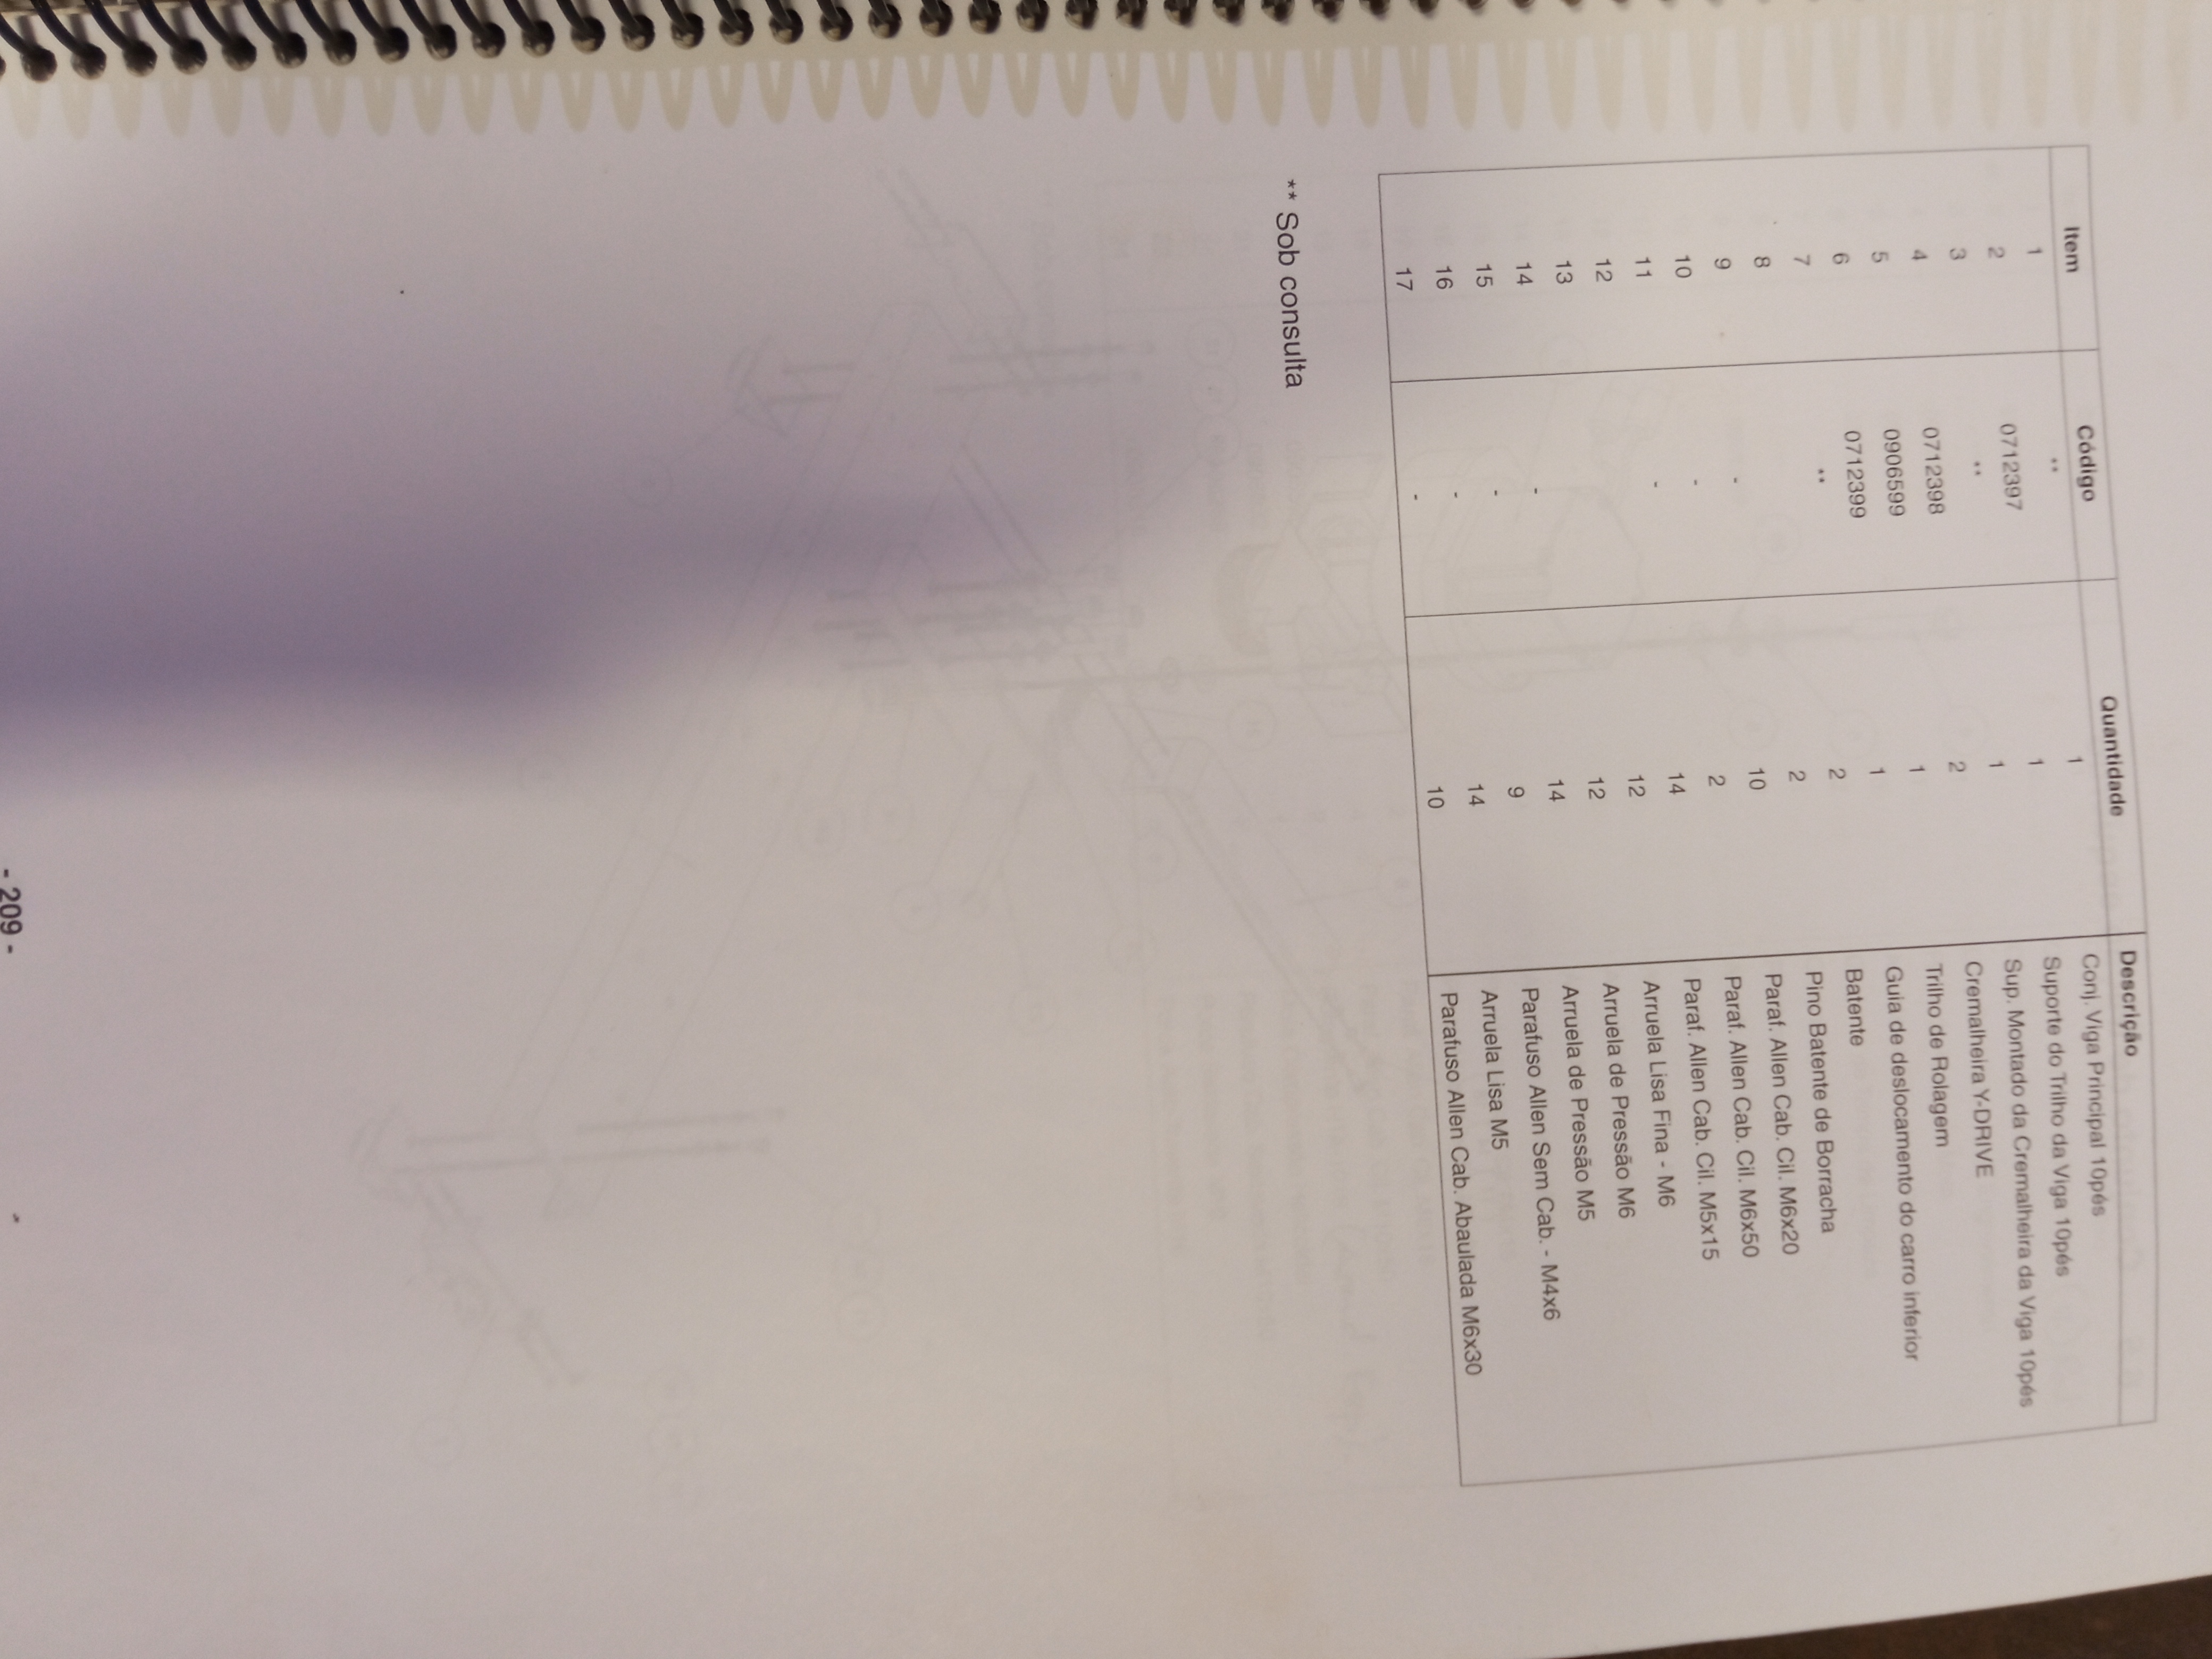 Item Código Quantidade Descrição
1 ** 1 Conj. Viga Principal 10pés
2 0712397 1 Suporte do Trilho da Viga 10pés
3 ** 1 Sup. Montado da Cremalheira da Viga 10pés
4 0712398 2 Cremalheira Y-DRIVE
5 0906599 1 Trilho de Rolagem
6 0712399 1 Guia de deslocamento do carro inferior
7 ** 2 Batente
8 2 Pino Batente de Borracha
9 - 10 Paraf. Allen Cab. Cil. M6x20
10 - 2 Paraf. Allen Cab. Cil. M6x50
11 - 14 Paraf. Allen Cab. Cil. M5x15
12 12 Arruela Lisa Fina - M6
13 12 Arruela de Pressão M6
14 - 14 Arruela de Pressão M5
15 - 9 Parafuso Allen Sem Cab. - M4x6
16 - 14 Arruela Lisa M5
17 - 10 Parafuso Allen Cab. Abaulada M6x30
** Sob consulta
- 209 -